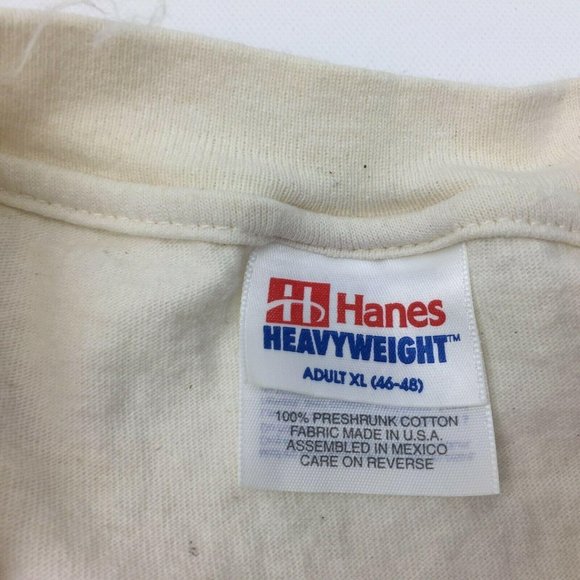 H Hanes
HEAVYWEIGHT™
ADULT XL (46-48)
100% PRESHRUNK COTTON
FABRIC MADE IN U.S.A.
ASSEMBLED IN MEXICO
CARE ON REVERSE